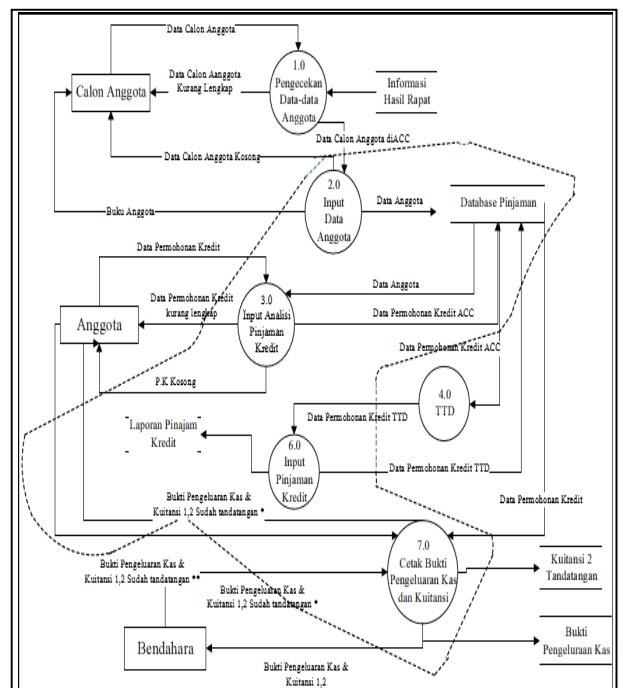 Data Calon Anggota
1.0
Pengecekan
Data-data
Anggota
Calon Anggota
Data Calon Aanggota
Kurang Lengkap
Informasi
Hasil Rapat
Data Calon Anggota diACC
Data Calon Anggota Kosong
2.0
Input
Data
Anggota
Buku Anggota
Data Anggota
Database Pinjaman
Data Permohonan Kredit
Data Anggota
3.0
Input Analisi
Pinjaman
Kredit
Anggota
Data Permohonan Kredit
kurang lengkap
Data Permohonan Kredit ACC
Data Permohonan Kredit ACC
P.K Kosong
4.0
TTD
Laporan Pinajam
Kredit
Data Permohonan Kredit TTD
6.0
Input
Pinjaman
Kredit
Data Permohonan Kredit TTD
Data Permohonan Kredit
Bukti Pengeluaran Kas &
Kuitansi 1,2 Sudah tandatangan *
7.0
Cetak Bukti
Pengeluaran Kas
dan Kuitansi
Kuitansi 2
Tandatangan
Bukti Pengeluaran Kas &
Kuitansi 1,2 Sudah tandatangan **
Bukti Pengeluaran Kas &
Kuitansi 1,2 Sudah tandatangan *
Bendahara
Bukti
Pengeluraan Kas
Bukti Pengeluaran Kas &
Kuitansi 1,2